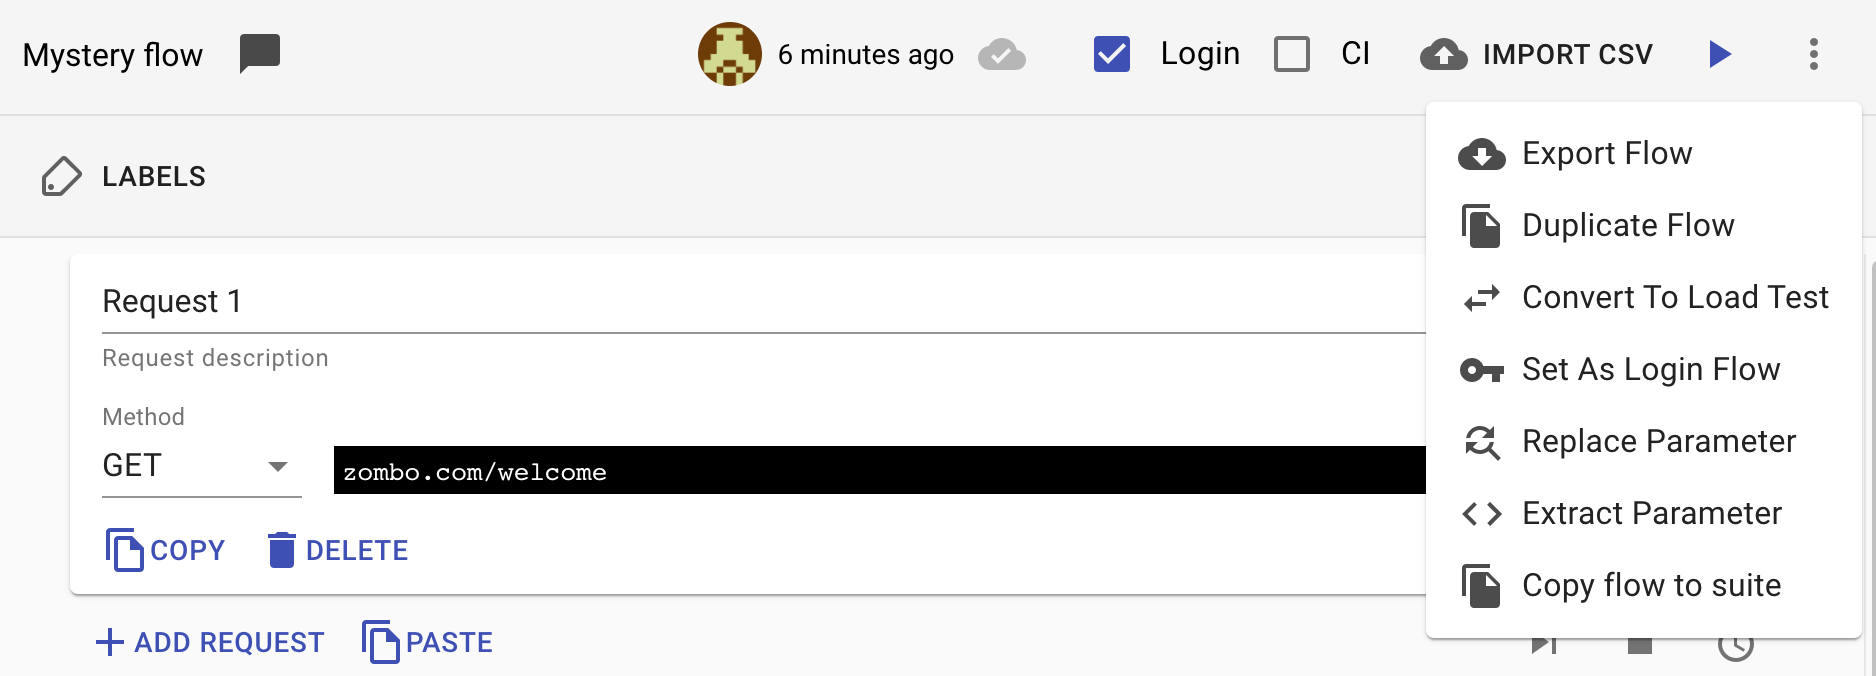 Mystery flow 6 minutes ago Login CI IMPORT CSV
LABELS
Request 1
Request description
Method
GET zombo.com/welcome
COPY DELETE
ADD REQUEST PASTE
Export Flow
Duplicate Flow
Convert To Load Test
Set As Login Flow
Replace Parameter
Extract Parameter
Copy flow to suite